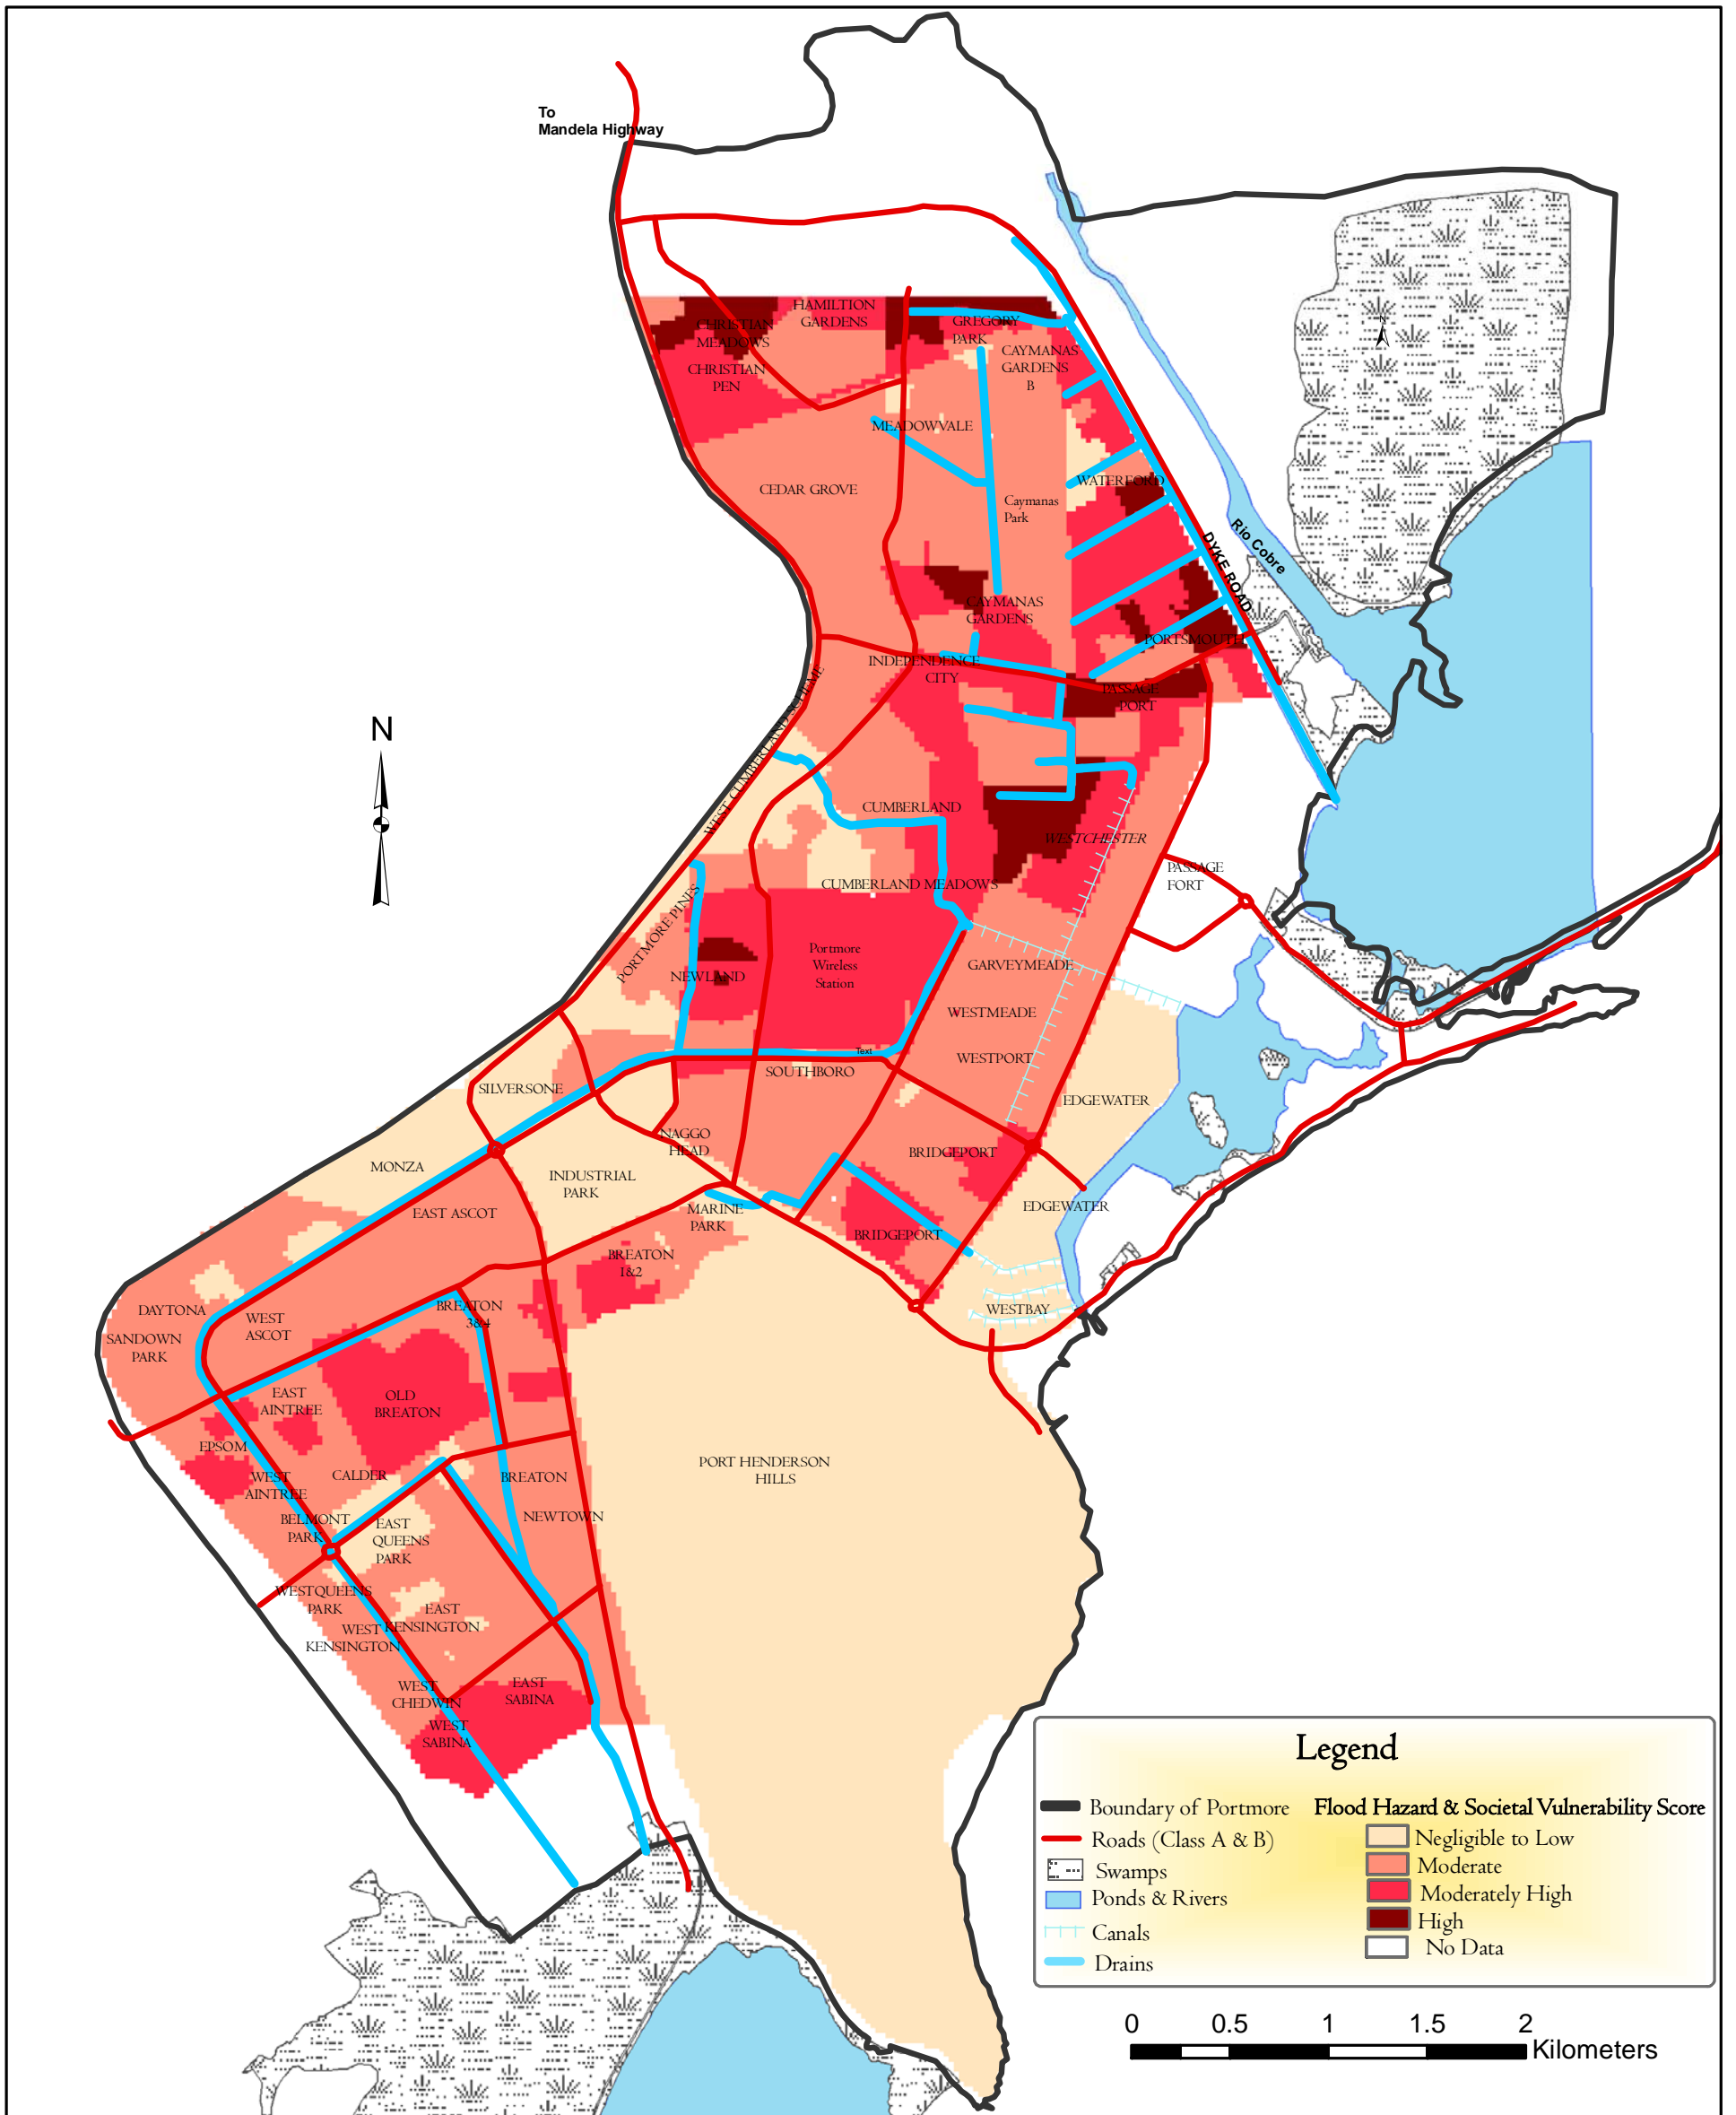 To
Mandela Highway
HAMILTION
GARDENS
CHRISTIAN
MEADOWS
GREGORY
PARK
CAYMANAS
GARDENS
B
CHRISTIAN
PEN
N
MEADOWVALE
WATERFORD
CEDAR GROVE
Caymanas
Park
Rio Cobre
DYKE ROAD
CAYMANAS
GARDENS
PORTSMOUTH
INDEPENDENCE
CITY
PASSAGE
PORT
WEST CUMBERLAND SCHEME
N
CUMBERLAND
WESTCHESTER
PASSAGE
FORT
CUMBERLAND MEADOWS
PORTMORE PINES
Portmore
Wireless
Station
NEWLAND
GARVEYMEADE
WESTMEADE
Text
WESTPORT
SOUTHBORO
SILVERSONE
EDGEWATER
NAGGO
HEAD
BRIDGEPORT
MONZA
INDUSTRIAL
PARK
EDGEWATER
EAST ASCOT
MARINE
PARK
BRIDGEPORT
BREATON
1&2
DAYTONA
WEST
ASCOT
BREATON
3&4
WESTBAY
SANDOWN
PARK
EAST
AINTREE
OLD
BREATON
EPSOM
WEST
AINTREE
CALDER
BREATON
PORT HENDERSON
HILLS
BELMONT
PARK
EAST
QUEENS
PARK
NEWTOWN
WESTQUEENS
PARK
EAST
KENSINGTON
WEST
KENSINGTON
WEST
CHEDWIN
EAST
SABINA
WEST
SABINA
Legend
Boundary of Portmore
Roads (Class A & B)
Swamps
Ponds & Rivers
Canals
Drains
Flood Hazard & Societal Vulnerability Score
Negligible to Low
Moderate
Moderately High
High
No Data
0 0.5 1 1.5 2
Kilometers